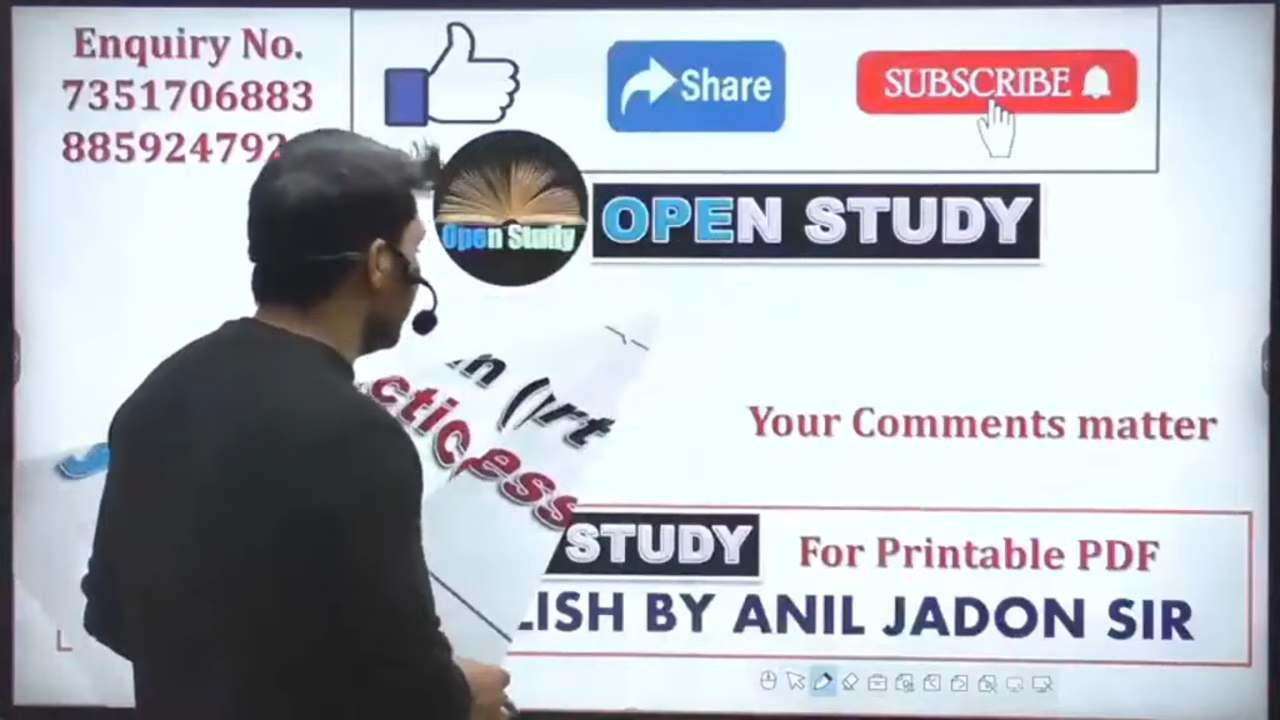 Enquiry No.
7351706883
885924792
Share
SUBSCRIBE
Open Study
OPEN STUDY
Your Comments matter
STUDY
For Printable PDF
LISH BY ANIL JADON SIR